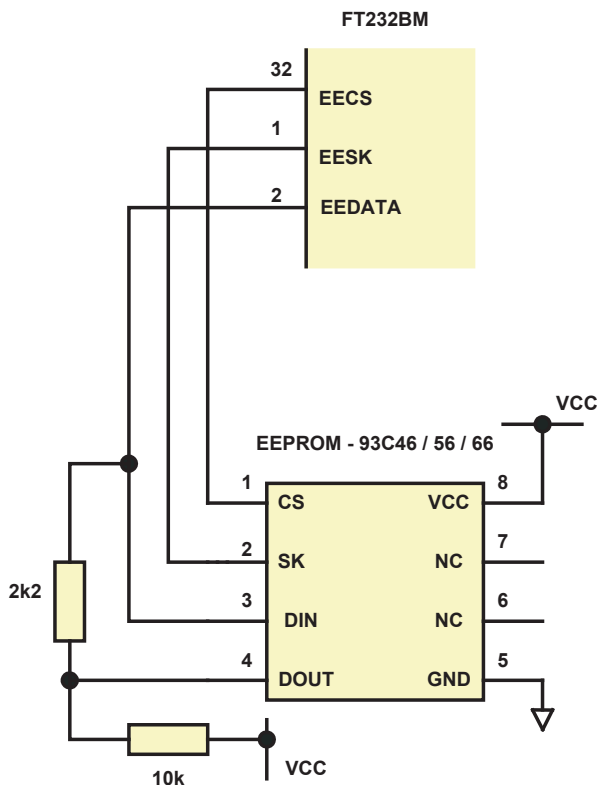 FT232BM
32
EECS
1
EESK
2
EEDATA
VCC
EEPROM - 93C46 / 56 / 66
1
CS
VCC
8
2
SK
NC
7
3
DIN
NC
6
4
DOUT
GND
5
2k2
10k
VCC